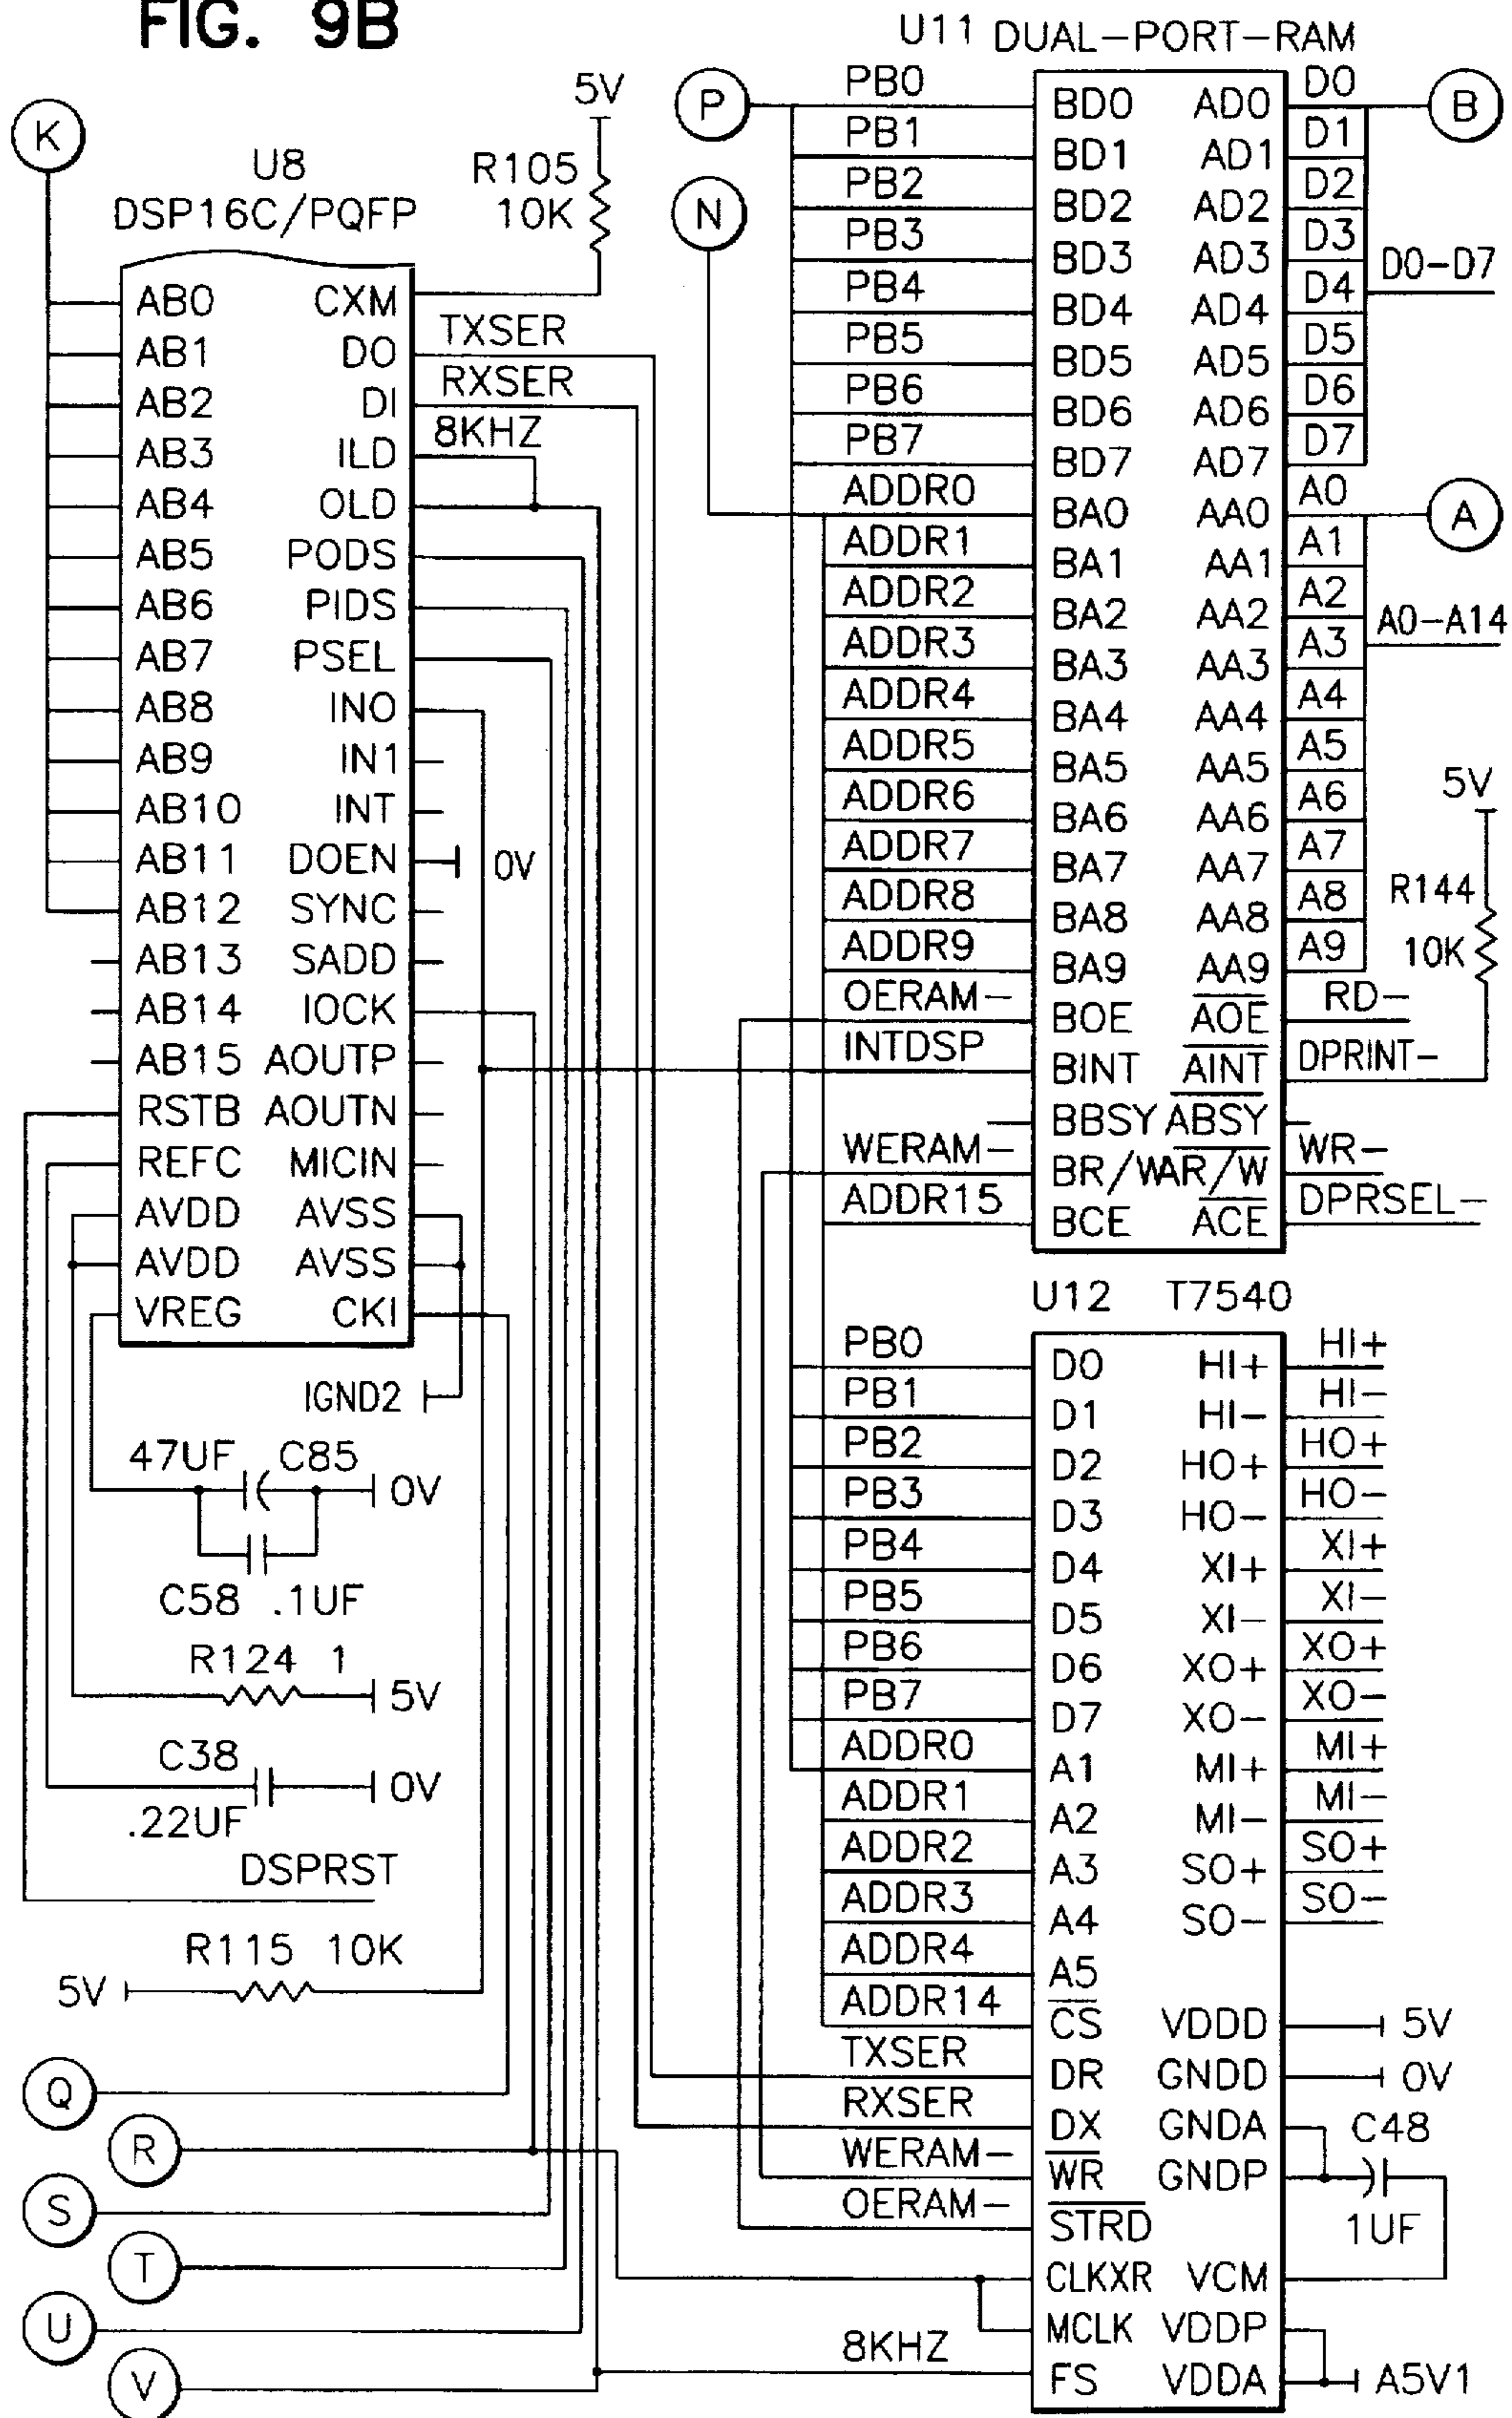 FIG. 9B
K
U8
DSP16C/PQFP
R105
10K
5V
AB0 CXM
AB1 DO TXSER
AB2 DI RXSER
AB3 ILD 8KHZ
AB4 OLD
AB5 PODS
AB6 PIDS
AB7 PSEL
AB8 IN0
AB9 IN1
AB10 INT
AB11 DOEN 0V
AB12 SYNC
AB13 SADD
AB14 IOCK
AB15 AOUTP
RSTB AOUTN
REFC MICIN
AVDD AVSS
AVDD AVSS
VREG CKI
IGND2
47UF C85
0V
C58 .1UF
R124 1
5V
C38
0V
.22UF
DSPRST
R115 10K
5V
Q
R
S
T
U
V
U11 DUAL-PORT-RAM
P
N
PB0 BD0 AD0 D0 B
PB1 BD1 AD1 D1
PB2 BD2 AD2 D2
PB3 BD3 AD3 D3
D0-D7
PB4 BD4 AD4 D4
PB5 BD5 AD5 D5
PB6 BD6 AD6 D6
PB7 BD7 AD7 D7
ADDR0 BA0 AA0 A0 A
ADDR1 BA1 AA1 A1
ADDR2 BA2 AA2 A2
A0-A14
ADDR3 BA3 AA3 A3
ADDR4 BA4 AA4 A4
ADDR5 BA5 AA5 A5
ADDR6 BA6 AA6 A6
ADDR7 BA7 AA7 A7
ADDR8 BA8 AA8 A8
ADDR9 BA9 AA9 A9
5V
R144
10K
OERAM- BOE AOE RD-
INTDSP BINT AINT DPRINT-
BBSY ABSY
WERAM- BR/W AR/W WR-
ADDR15 BCE ACE DPRSEL-
U12 T7540
PB0 D0 HI+ HI+
PB1 D1 HI- HI-
PB2 D2 HO+ HO+
PB3 D3 HO- HO-
PB4 D4 XI+ XI+
PB5 D5 XI- XI-
PB6 D6 XO+ XO+
PB7 D7 XO- XO-
ADDR0 A1 MI+ MI+
ADDR1 A2 MI- MI-
ADDR2 A3 SO+ SO+
ADDR3 A4 SO- SO-
ADDR4 A5
ADDR14 CS VDDD 5V
TXSER DR GNDD 0V
RXSER DX GNDA C48
WERAM- WR GNDP
1UF
OERAM- STRD
CLKXR VCM
MCLK VDDP
8KHZ FS VDDA A5V1